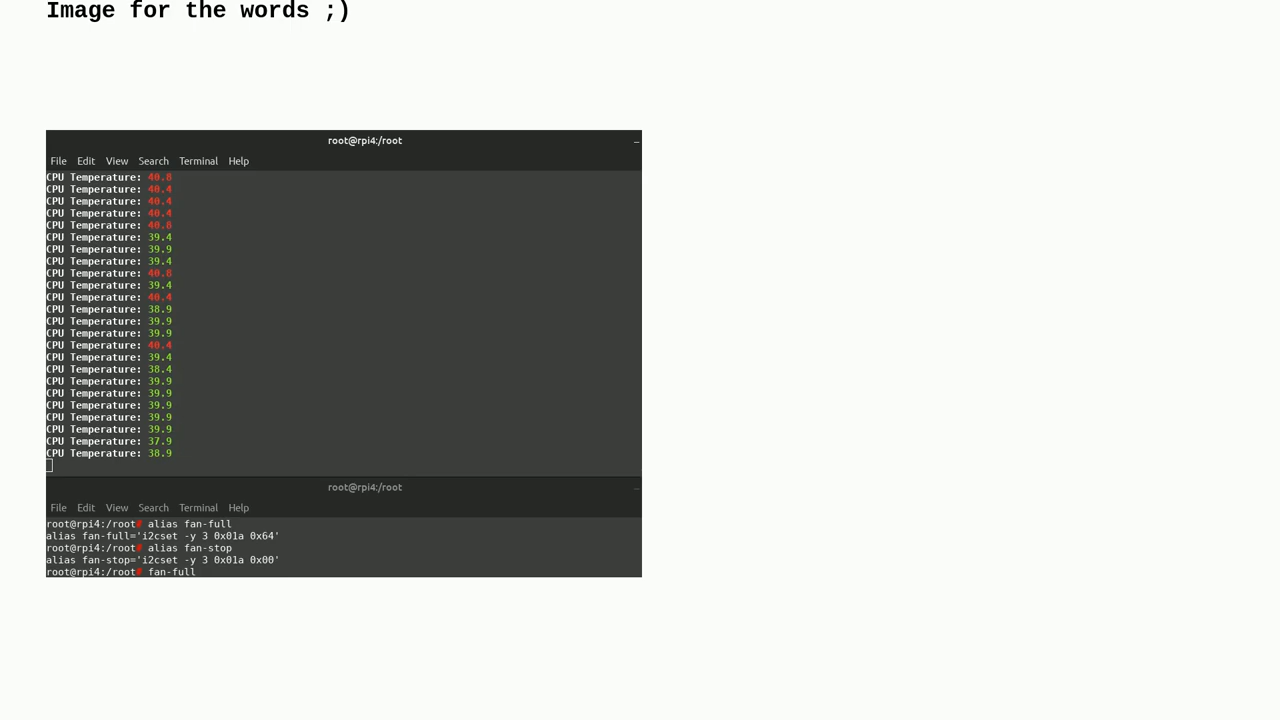 Image for the words ;)
root@rpi4:/root
File Edit View Search Terminal Help
CPU Temperature: 40.8
CPU Temperature: 40.4
CPU Temperature: 40.4
CPU Temperature: 40.4
CPU Temperature: 40.8
CPU Temperature: 39.4
CPU Temperature: 39.9
CPU Temperature: 39.4
CPU Temperature: 40.8
CPU Temperature: 39.4
CPU Temperature: 40.4
CPU Temperature: 38.9
CPU Temperature: 39.9
CPU Temperature: 39.9
CPU Temperature: 40.4
CPU Temperature: 39.4
CPU Temperature: 38.4
CPU Temperature: 39.9
CPU Temperature: 39.9
CPU Temperature: 39.9
CPU Temperature: 39.9
CPU Temperature: 39.9
CPU Temperature: 37.9
CPU Temperature: 38.9
root@rpi4:/root
File Edit View Search Terminal Help
root@rpi4:/root# alias fan-full
alias fan-full='i2cset -y 3 0x01a 0x64'
root@rpi4:/root# alias fan-stop
alias fan-stop='i2cset -y 3 0x01a 0x00'
root@rpi4:/root# fan-full